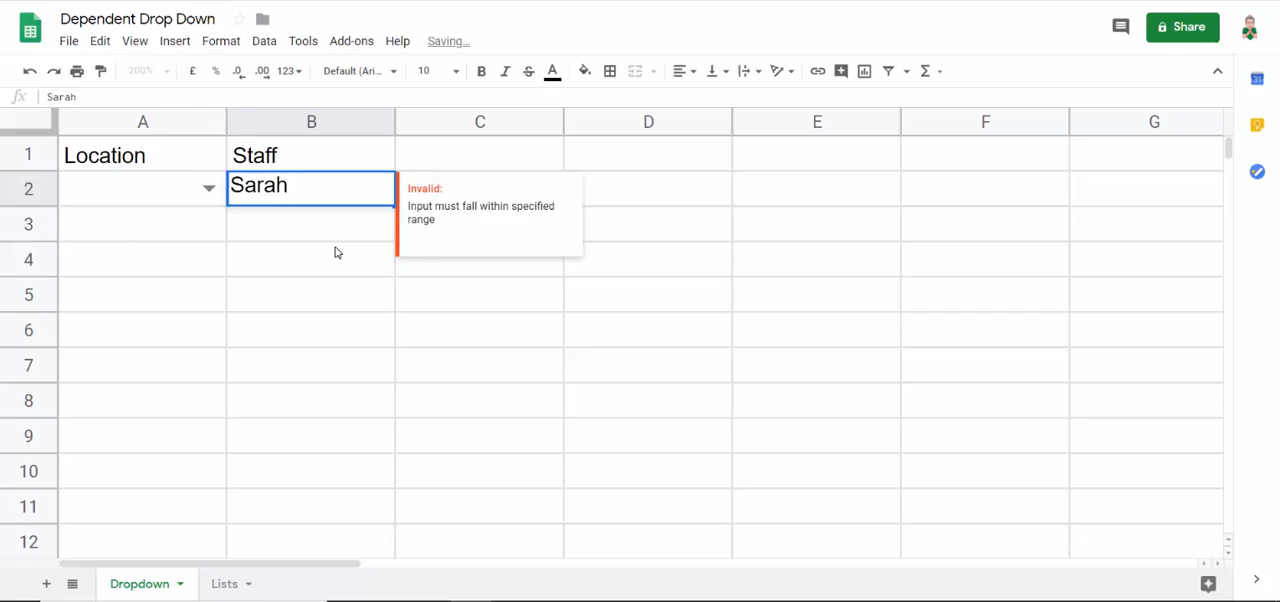 Dependent Drop Down
File Edit View Insert Format Data Tools Add-ons Help Saving...
Share
200% £ % .0 .00 123 Default (Ari... 10 B I S A Σ
fx Sarah
A B C D E F G
1 Location Staff
2 Sarah
Invalid:
Input must fall within specified
range
3
4
5
6
7
8
9
10
11
12
+ Dropdown Lists
31